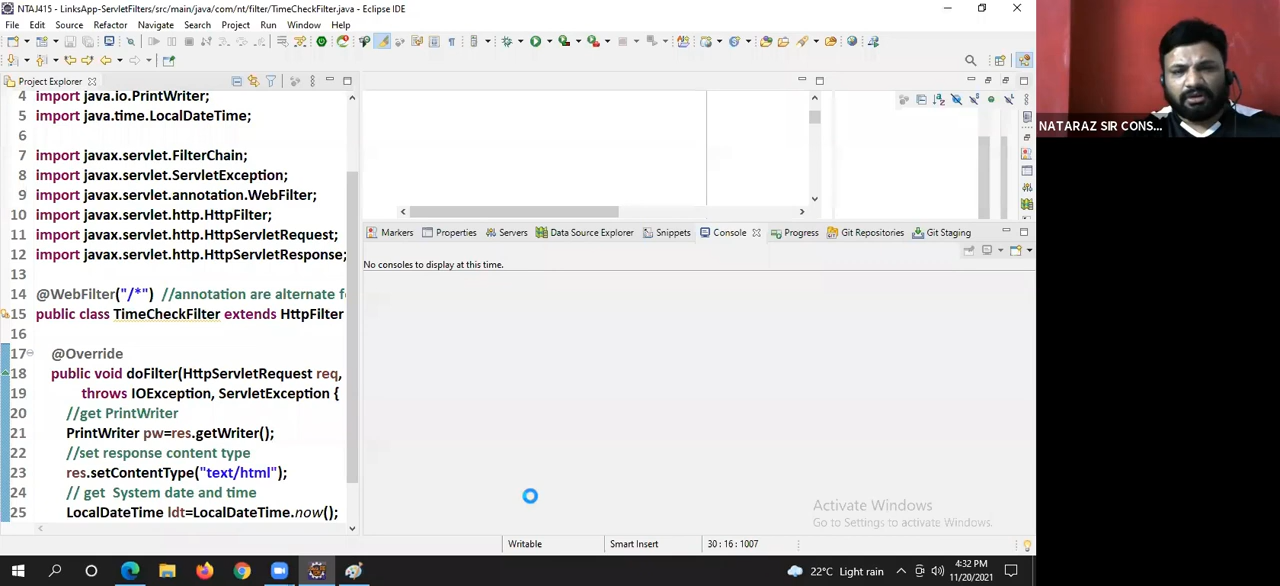 NTAJ415 - LinksApp-ServletFilters/src/main/java/com/nt/filter/TimeCheckFilter.java - Eclipse IDE
File Edit Source Refactor Navigate Search Project Run Window Help
Project Explorer
4 import java.io.PrintWriter;
5 import java.time.LocalDateTime;
6
7 import javax.servlet.FilterChain;
8 import javax.servlet.ServletException;
9 import javax.servlet.annotation.WebFilter;
10 import javax.servlet.http.HttpFilter;
11 import javax.servlet.http.HttpServletRequest;
12 import javax.servlet.http.HttpServletResponse;
13
14 @WebFilter("/*") //annotation are alternate f
15 public class TimeCheckFilter extends HttpFilter
16
17 @Override
18 public void doFilter(HttpServletRequest req,
19 throws IOException, ServletException {
20 //get PrintWriter
21 PrintWriter pw=res.getWriter();
22 //set response content type
23 res.setContentType("text/html");
24 // get System date and time
25 LocalDateTime ldt=LocalDateTime.now();
Markers Properties Servers Data Source Explorer Snippets Console Progress Git Repositories Git Staging
No consoles to display at this time.
Activate Windows
Go to Settings to activate Windows.
Writable Smart Insert 30 : 16 : 1007
22°C Light rain
4:32 PM
11/20/2021
NATARAZ SIR CONS...